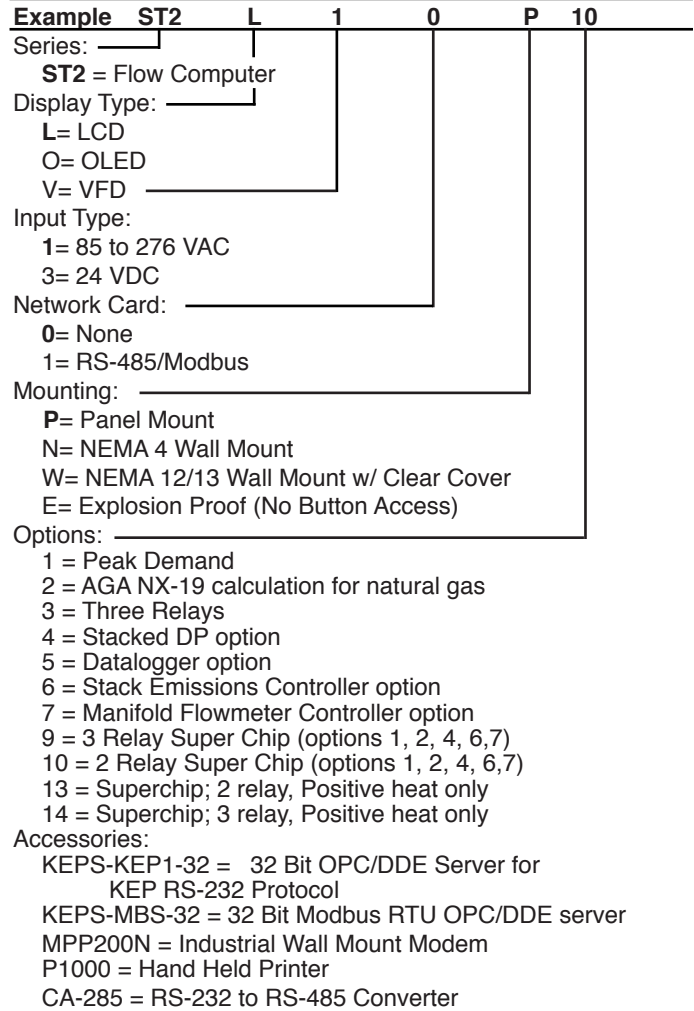 Example ST2 L 1 0 P 10
Series:
ST2 = Flow Computer
Display Type:
L= LCD
O= OLED
V= VFD
Input Type:
1= 85 to 276 VAC
3= 24 VDC
Network Card:
0= None
1= RS-485/Modbus
Mounting:
P= Panel Mount
N= NEMA 4 Wall Mount
W= NEMA 12/13 Wall Mount w/ Clear Cover
E= Explosion Proof (No Button Access)
Options:
1 = Peak Demand
2 = AGA NX-19 calculation for natural gas
3 = Three Relays
4 = Stacked DP option
5 = Datalogger option
6 = Stack Emissions Controller option
7 = Manifold Flowmeter Controller option
9 = 3 Relay Super Chip (options 1, 2, 4, 6,7)
10 = 2 Relay Super Chip (options 1, 2, 4, 6,7)
13 = Superchip; 2 relay, Positive heat only
14 = Superchip; 3 relay, Positive heat only
Accessories:
KEPS-KEP1-32 = 32 Bit OPC/DDE Server for
KEP RS-232 Protocol
KEPS-MBS-32 = 32 Bit Modbus RTU OPC/DDE server
MPP200N = Industrial Wall Mount Modem
P1000 = Hand Held Printer
CA-285 = RS-232 to RS-485 Converter